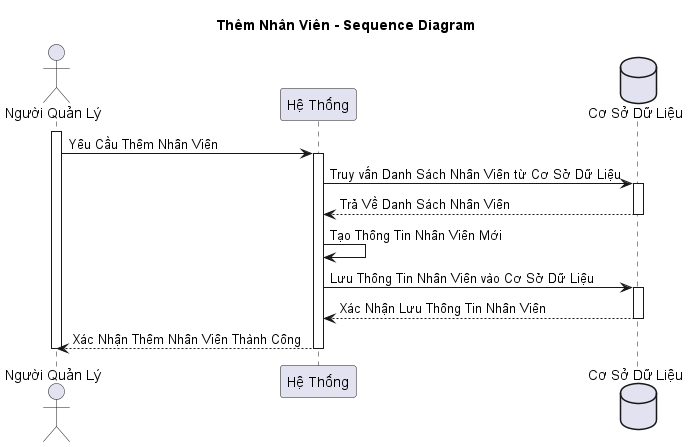 Thêm Nhân Viên - Sequence Diagram
Người Quản Lý
Hệ Thống
Cơ Sở Dữ Liệu
Yêu Cầu Thêm Nhân Viên
Truy vấn Danh Sách Nhân Viên từ Cơ Sở Dữ Liệu
Trả Về Danh Sách Nhân Viên
Tạo Thông Tin Nhân Viên Mới
Lưu Thông Tin Nhân Viên vào Cơ Sở Dữ Liệu
Xác Nhận Lưu Thông Tin Nhân Viên
Xác Nhận Thêm Nhân Viên Thành Công
Người Quản Lý
Hệ Thống
Cơ Sở Dữ Liệu